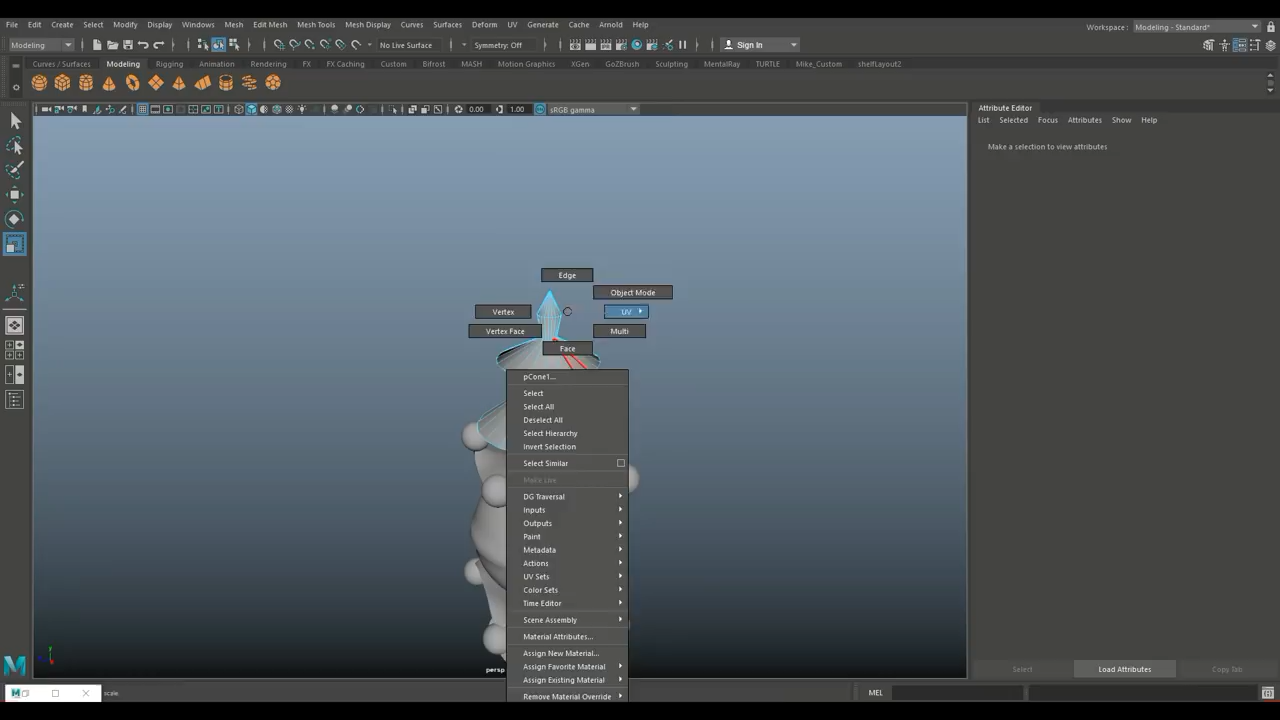 File Edit Create Select Modify Display Windows Mesh Edit Mesh Mesh Tools Mesh Display Curves Surfaces Deform UV Generate Cache Arnold Help
Workspace : Modeling - Standard*
Modeling No Live Surface Symmetry: Off Sign In
Curves / Surfaces Modeling Rigging Animation Rendering FX FX Caching Custom Bifrost MASH Motion Graphics XGen GoZBrush Sculpting MentalRay TURTLE Mike_Custom shelfLayout2
0.00 1.00 sRGB gamma
Attribute Editor
List Selected Focus Attributes Show Help
Make a selection to view attributes
Edge
Object Mode
Vertex UV
Vertex Face Multi
Face
pCone1...
Select
Select All
Deselect All
Select Hierarchy
Invert Selection
Select Similar
Make Live
DG Traversal
Inputs
Outputs
Paint
Metadata
Actions
UV Sets
Color Sets
Time Editor
Scene Assembly
Material Attributes...
Assign New Material...
Assign Favorite Material
Assign Existing Material
Remove Material Override
persp
Select Load Attributes Copy Tab
scale
MEL